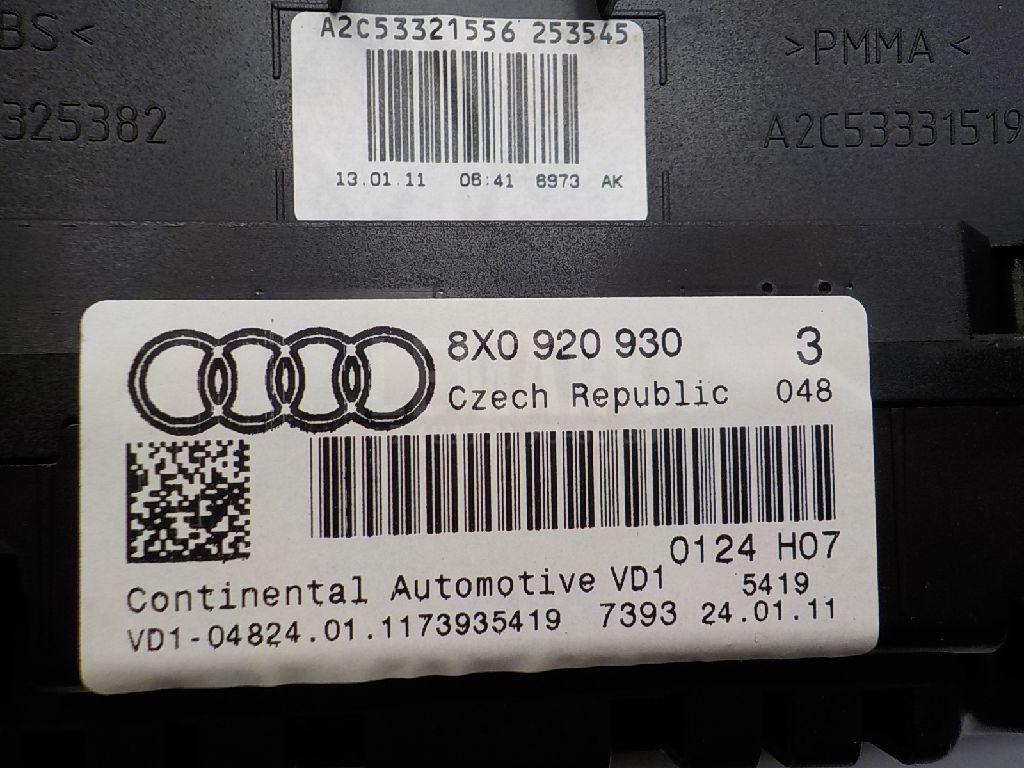 A2C53321556 253545
BS<
>PMMA<
325382
A2C53331519
13.01.11 06:41 8973 AK
8X0 920 930 3
Czech Republic 048
0124 H07
Continental Automotive VD1 5419
VD1-04824.01.1173935419 7393 24.01.11